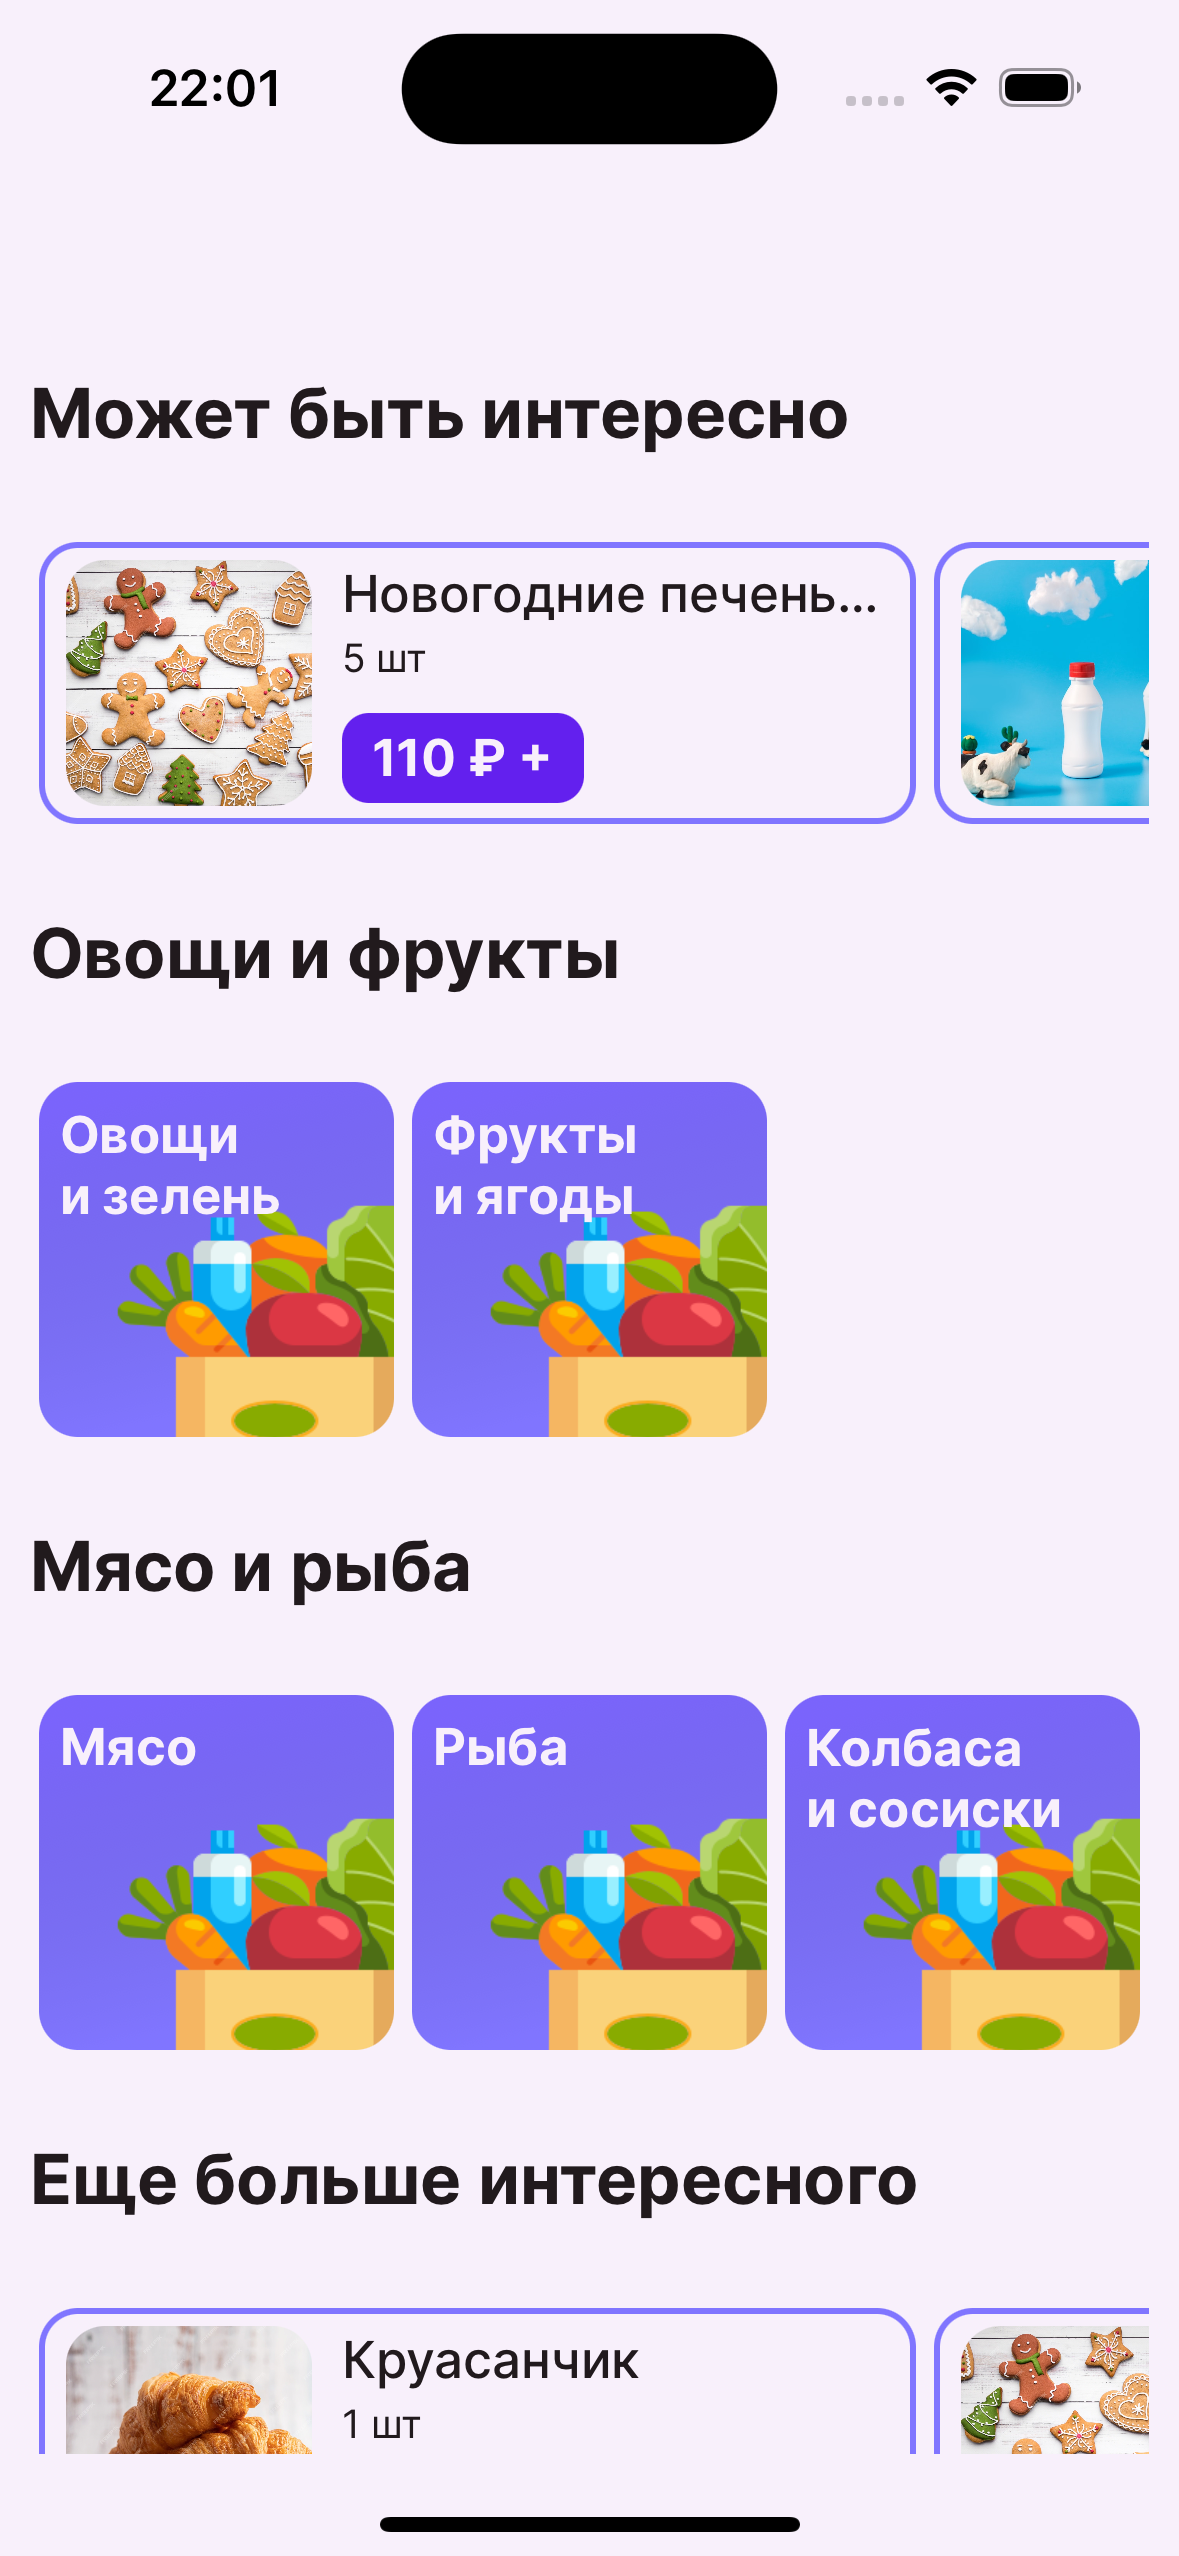 22:01
Может быть интересно
Новогодние печень...
5 шт
110 ₽ +
Овощи и фрукты
Овощи
и зелень
Фрукты
и ягоды
Мясо и рыба
Мясо
Рыба
Колбаса
и сосиски
Еще больше интересного
Круасанчик
1 шт